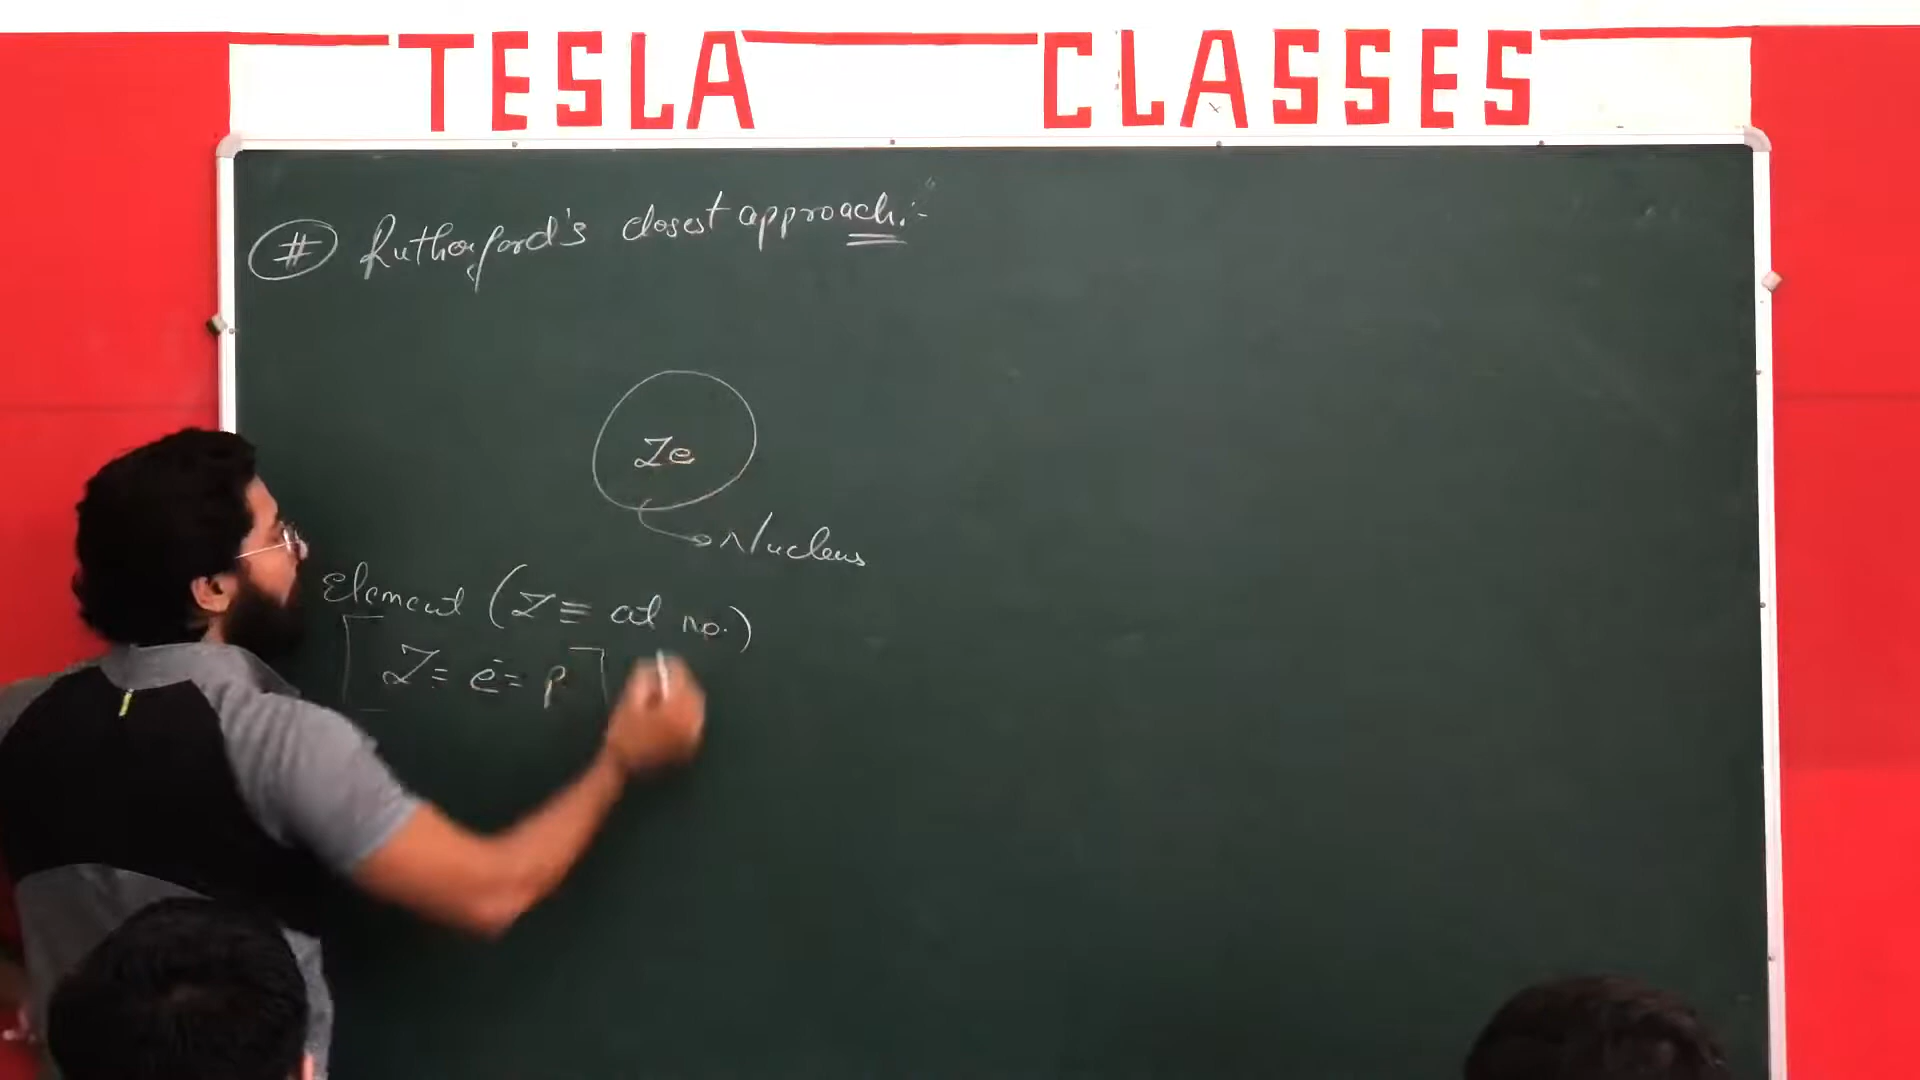 TESLA CLASSES
# Rutherford's closest approach:-
Ze
Nucleus
Element (Z ≡ at no.)
[Z = e⁻ = p]